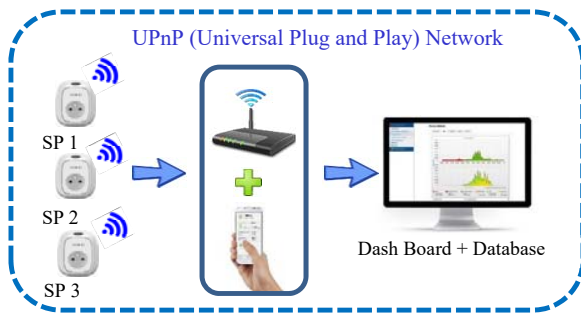 UPnP (Universal Plug and Play) Network
SP 1
SP 2
SP 3
Dash Board + Database